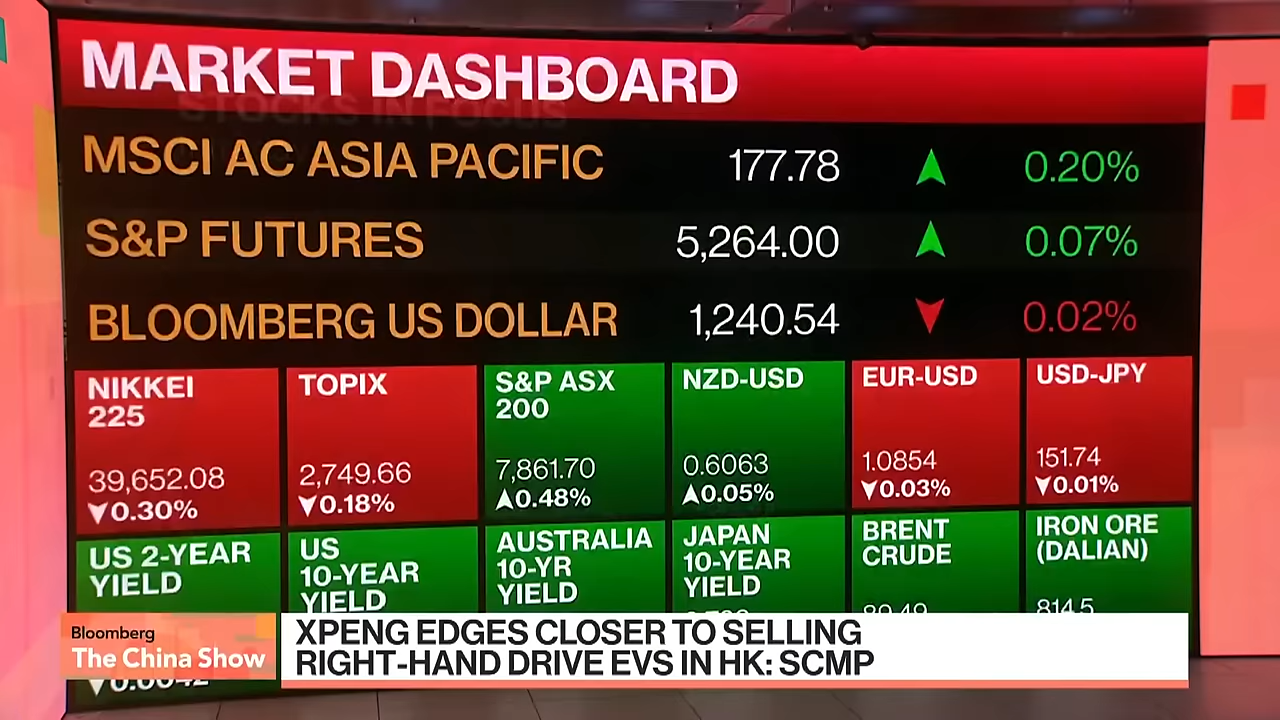 MARKET DASHBOARD
STOCKS IN FOCUS
MSCI AC ASIA PACIFIC 177.78 ▲ 0.20%
S&P FUTURES 5,264.00 ▲ 0.07%
BLOOMBERG US DOLLAR 1,240.54 ▼ 0.02%
NIKKEI
225
39,652.08
▼0.30%
TOPIX
2,749.66
▼0.18%
S&P ASX
200
7,861.70
▲0.48%
NZD-USD
0.6063
▲0.05%
EUR-USD
1.0854
▼0.03%
USD-JPY
151.74
▼0.01%
US 2-YEAR
YIELD
US
10-YEAR
YIELD
AUSTRALIA
10-YR
YIELD
JAPAN
10-YEAR
YIELD
BRENT
CRUDE
IRON ORE
(DALIAN)
814.5
Bloomberg
The China Show
XPENG EDGES CLOSER TO SELLING
RIGHT-HAND DRIVE EVS IN HK: SCMP